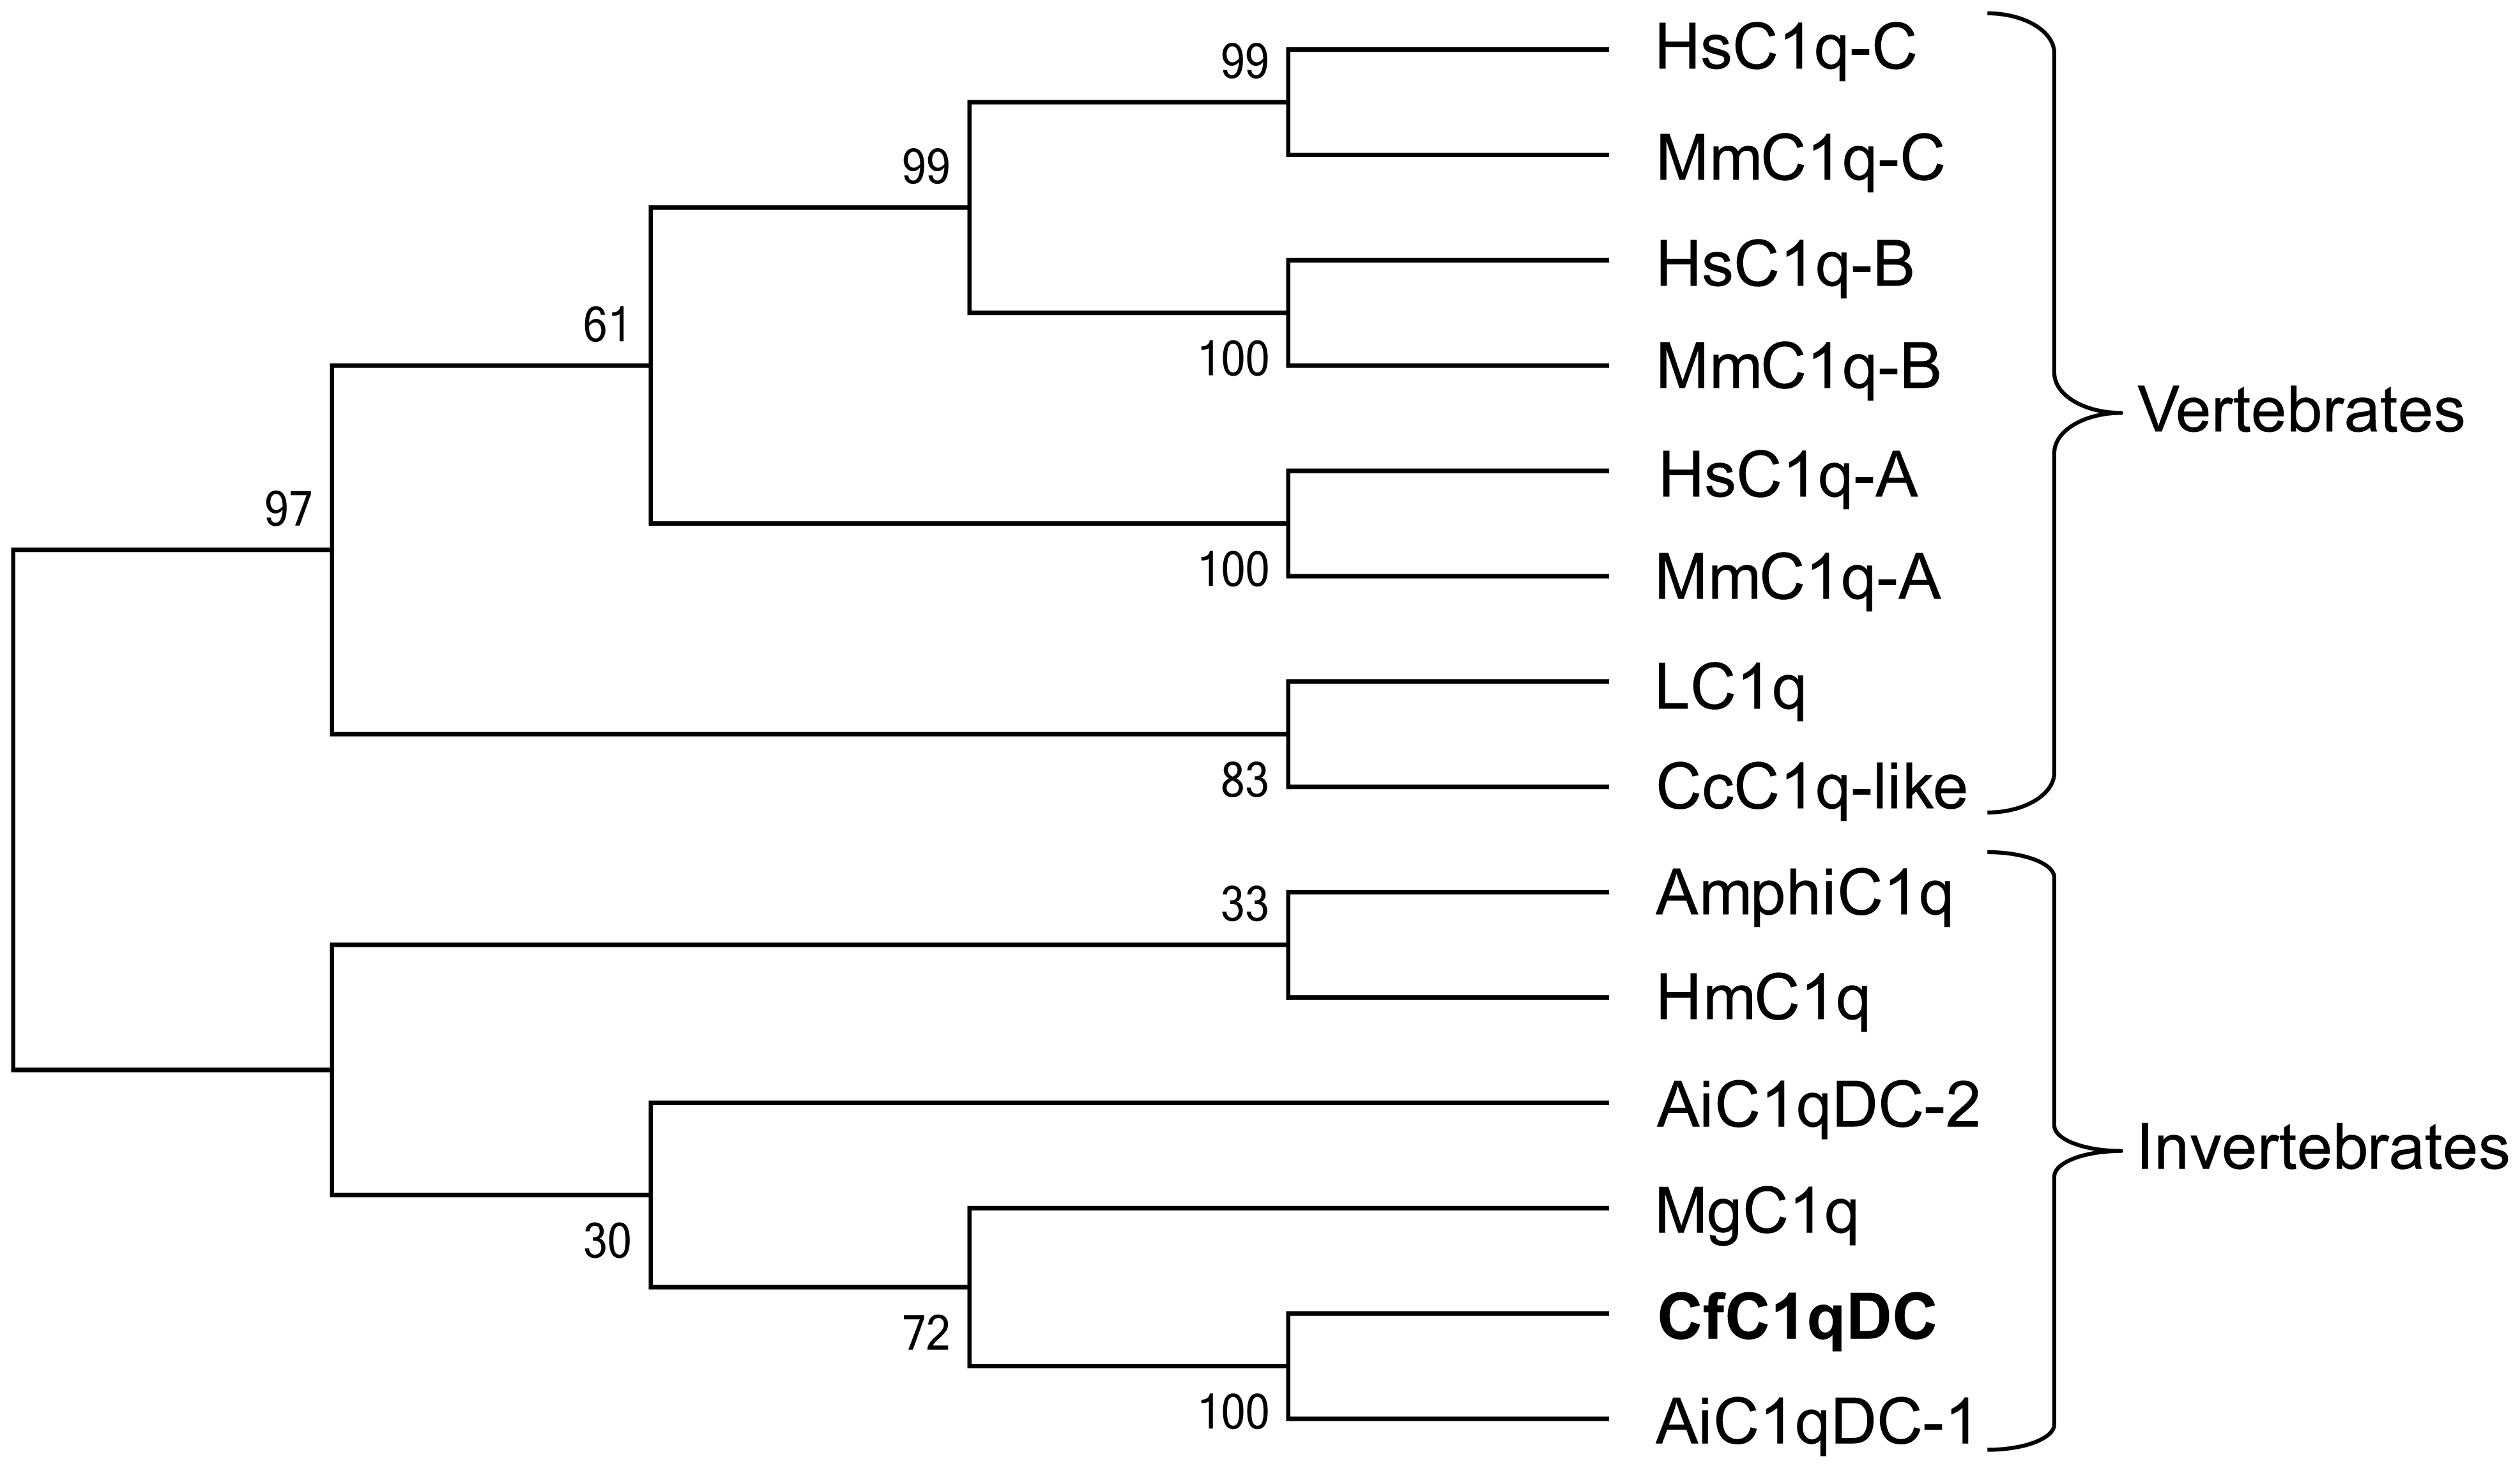 HsC1q-C
99
MmC1q-C
99
HsC1q-B
61
MmC1q-B
100
Vertebrates
HsC1q-A
97
MmC1q-A
100
LC1q
CcC1q-like
83
AmphiC1q
33
HmC1q
AiC1qDC-2
Invertebrates
MgC1q
30
CfC1qDC
72
AiC1qDC-1
100